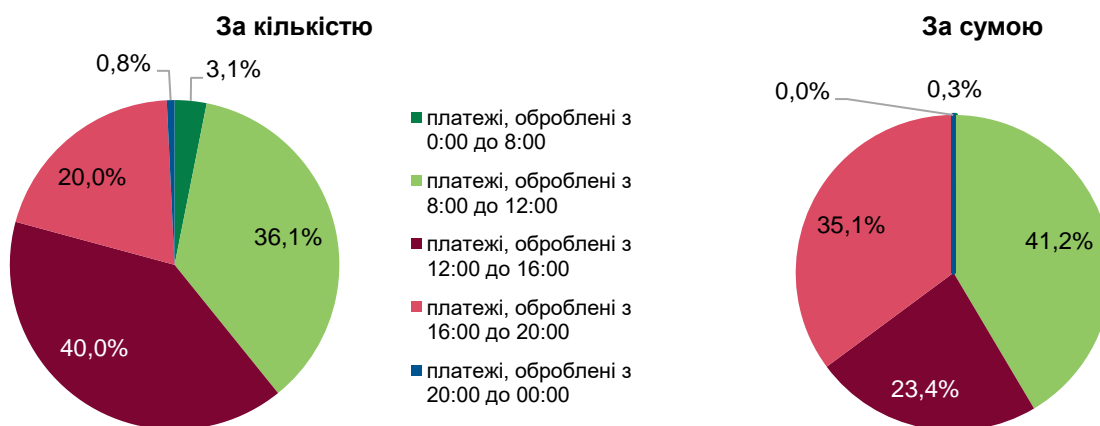 За кількістю
0,8%
3,1%
20,0%
36,1%
40,0%
платежі, оброблені з
0:00 до 8:00
платежі, оброблені з
8:00 до 12:00
платежі, оброблені з
12:00 до 16:00
платежі, оброблені з
16:00 до 20:00
платежі, оброблені з
20:00 до 00:00
За сумою
0,0%
0,3%
35,1%
41,2%
23,4%